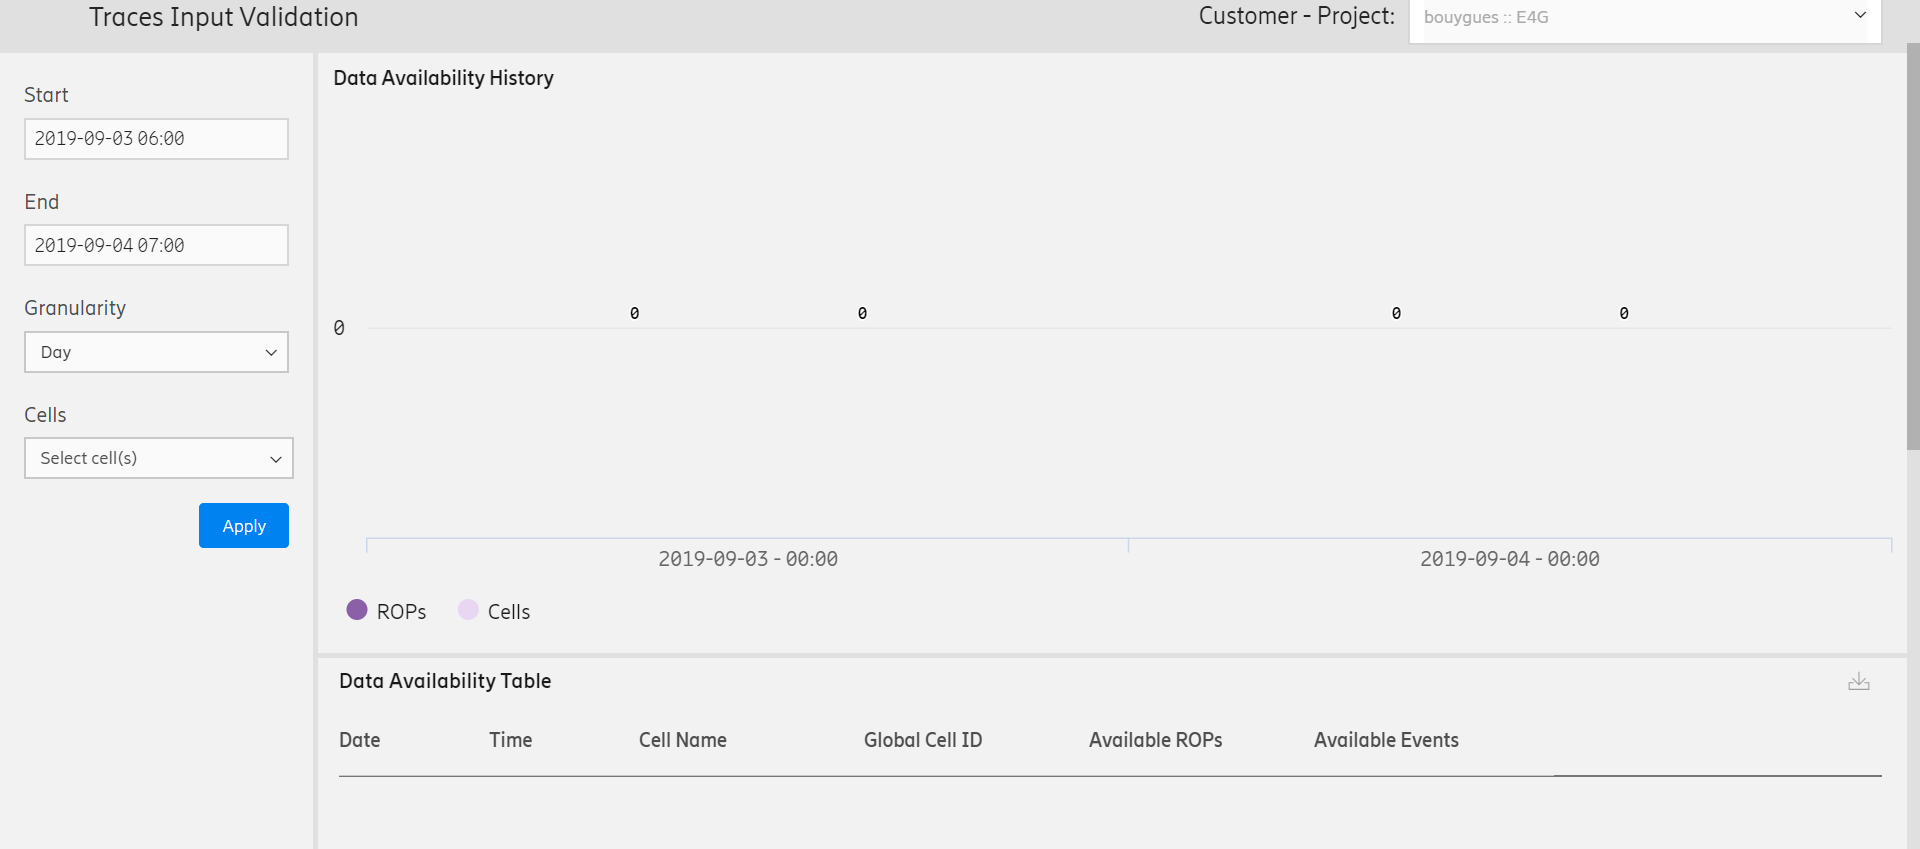 Traces Input Validation
Customer - Project:
bouygues :: E4G
Start
2019-09-03 06:00
End
2019-09-04 07:00
Granularity
Day
Cells
Select cell(s)
Apply
Data Availability History
0 0 0 0
0
2019-09-03 - 00:00 2019-09-04 - 00:00
ROPs Cells
Data Availability Table
Date Time Cell Name Global Cell ID Available ROPs Available Events